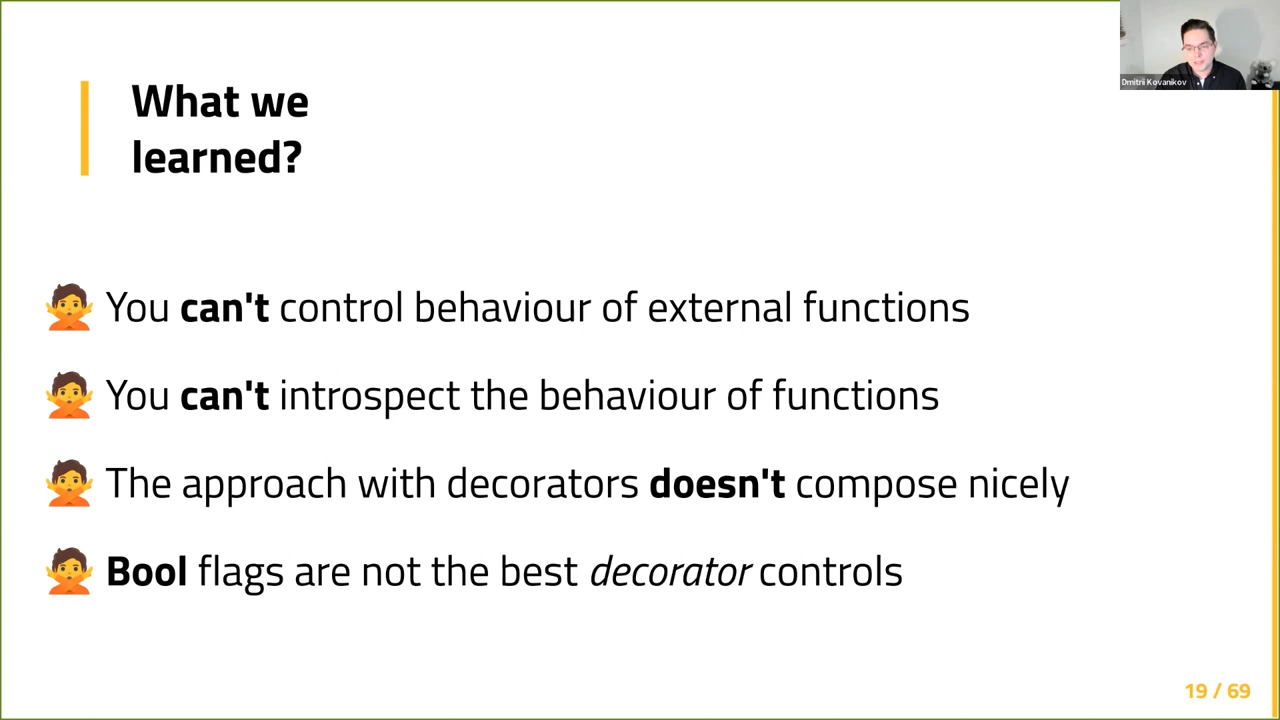 Dmitrii Kovanikov
What we
learned?
You can't control behaviour of external functions
You can't introspect the behaviour of functions
The approach with decorators doesn't compose nicely
Bool flags are not the best decorator controls
19 / 69